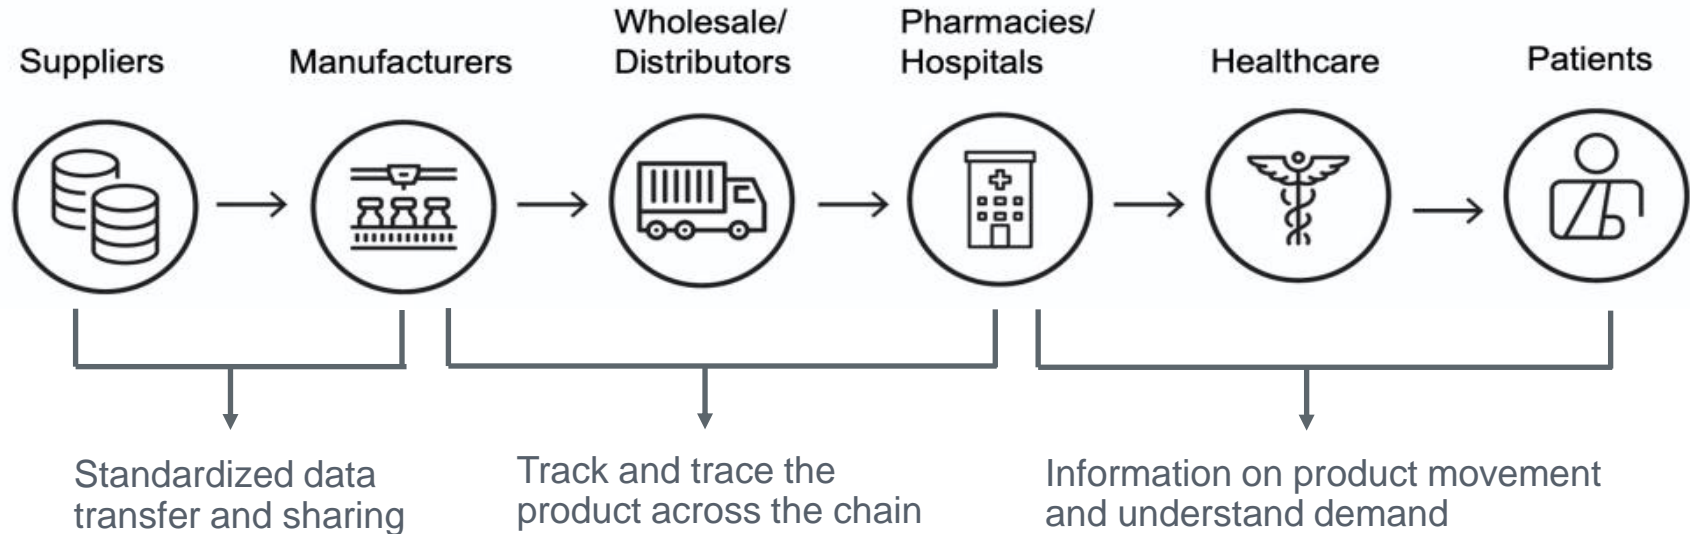 Suppliers
Manufacturers
Wholesale/
Distributors
Pharmacies/
Hospitals
Healthcare
Patients
Standardized data
transfer and sharing
Track and trace the
product across the chain
Information on product movement
and understand demand